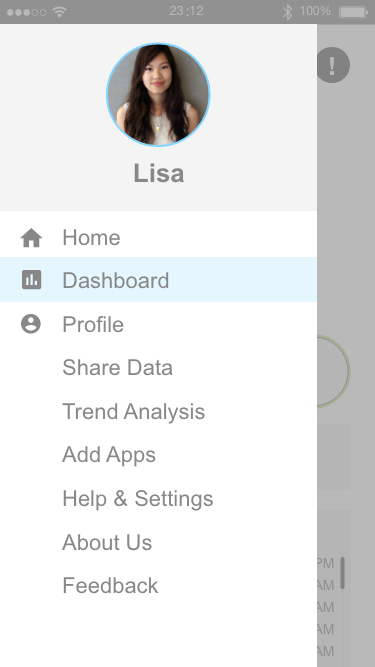 23:12 100%
!
Lisa
Home
Dashboard
Profile
Share Data
Trend Analysis
Add Apps
Help & Settings
About Us
Feedback
PM
AM
AM
AM
AM